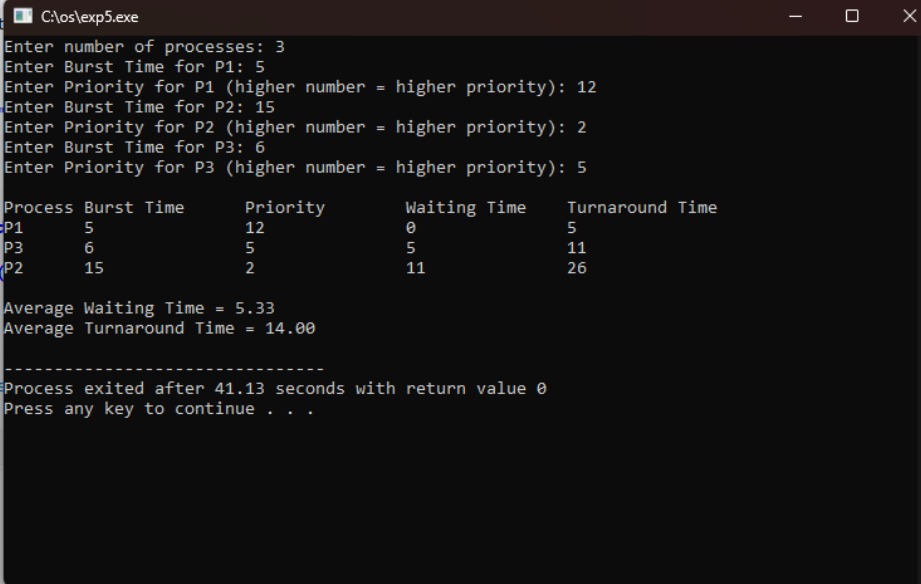 C:\os\exp5.exe
Enter number of processes: 3
Enter Burst Time for P1: 5
Enter Priority for P1 (higher number = higher priority): 12
Enter Burst Time for P2: 15
Enter Priority for P2 (higher number = higher priority): 2
Enter Burst Time for P3: 6
Enter Priority for P3 (higher number = higher priority): 5
Process Burst Time      Priority        Waiting Time    Turnaround Time
P1      5               12              0               5
P3      6               5               5               11
P2      15              2               11              26
Average Waiting Time = 5.33
Average Turnaround Time = 14.00
--------------------------------
Process exited after 41.13 seconds with return value 0
Press any key to continue . . .